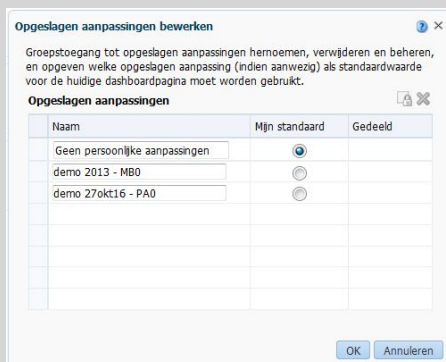 Opgeslagen aanpassingen bewerken
Groepstoegang tot opgeslagen aanpassingen hernoemen, verwijderen en beheren,
en opgeven welke opgeslagen aanpassing (indien aanwezig) als standaardwaarde
voor de huidige dashboardpagina moet worden gebruikt.
Opgeslagen aanpassingen
Naam Mijn standaard Gedeeld
Geen persoonlijke aanpassingen
demo 2013 - MB0
demo 27okt16 - PA0
OK Annuleren